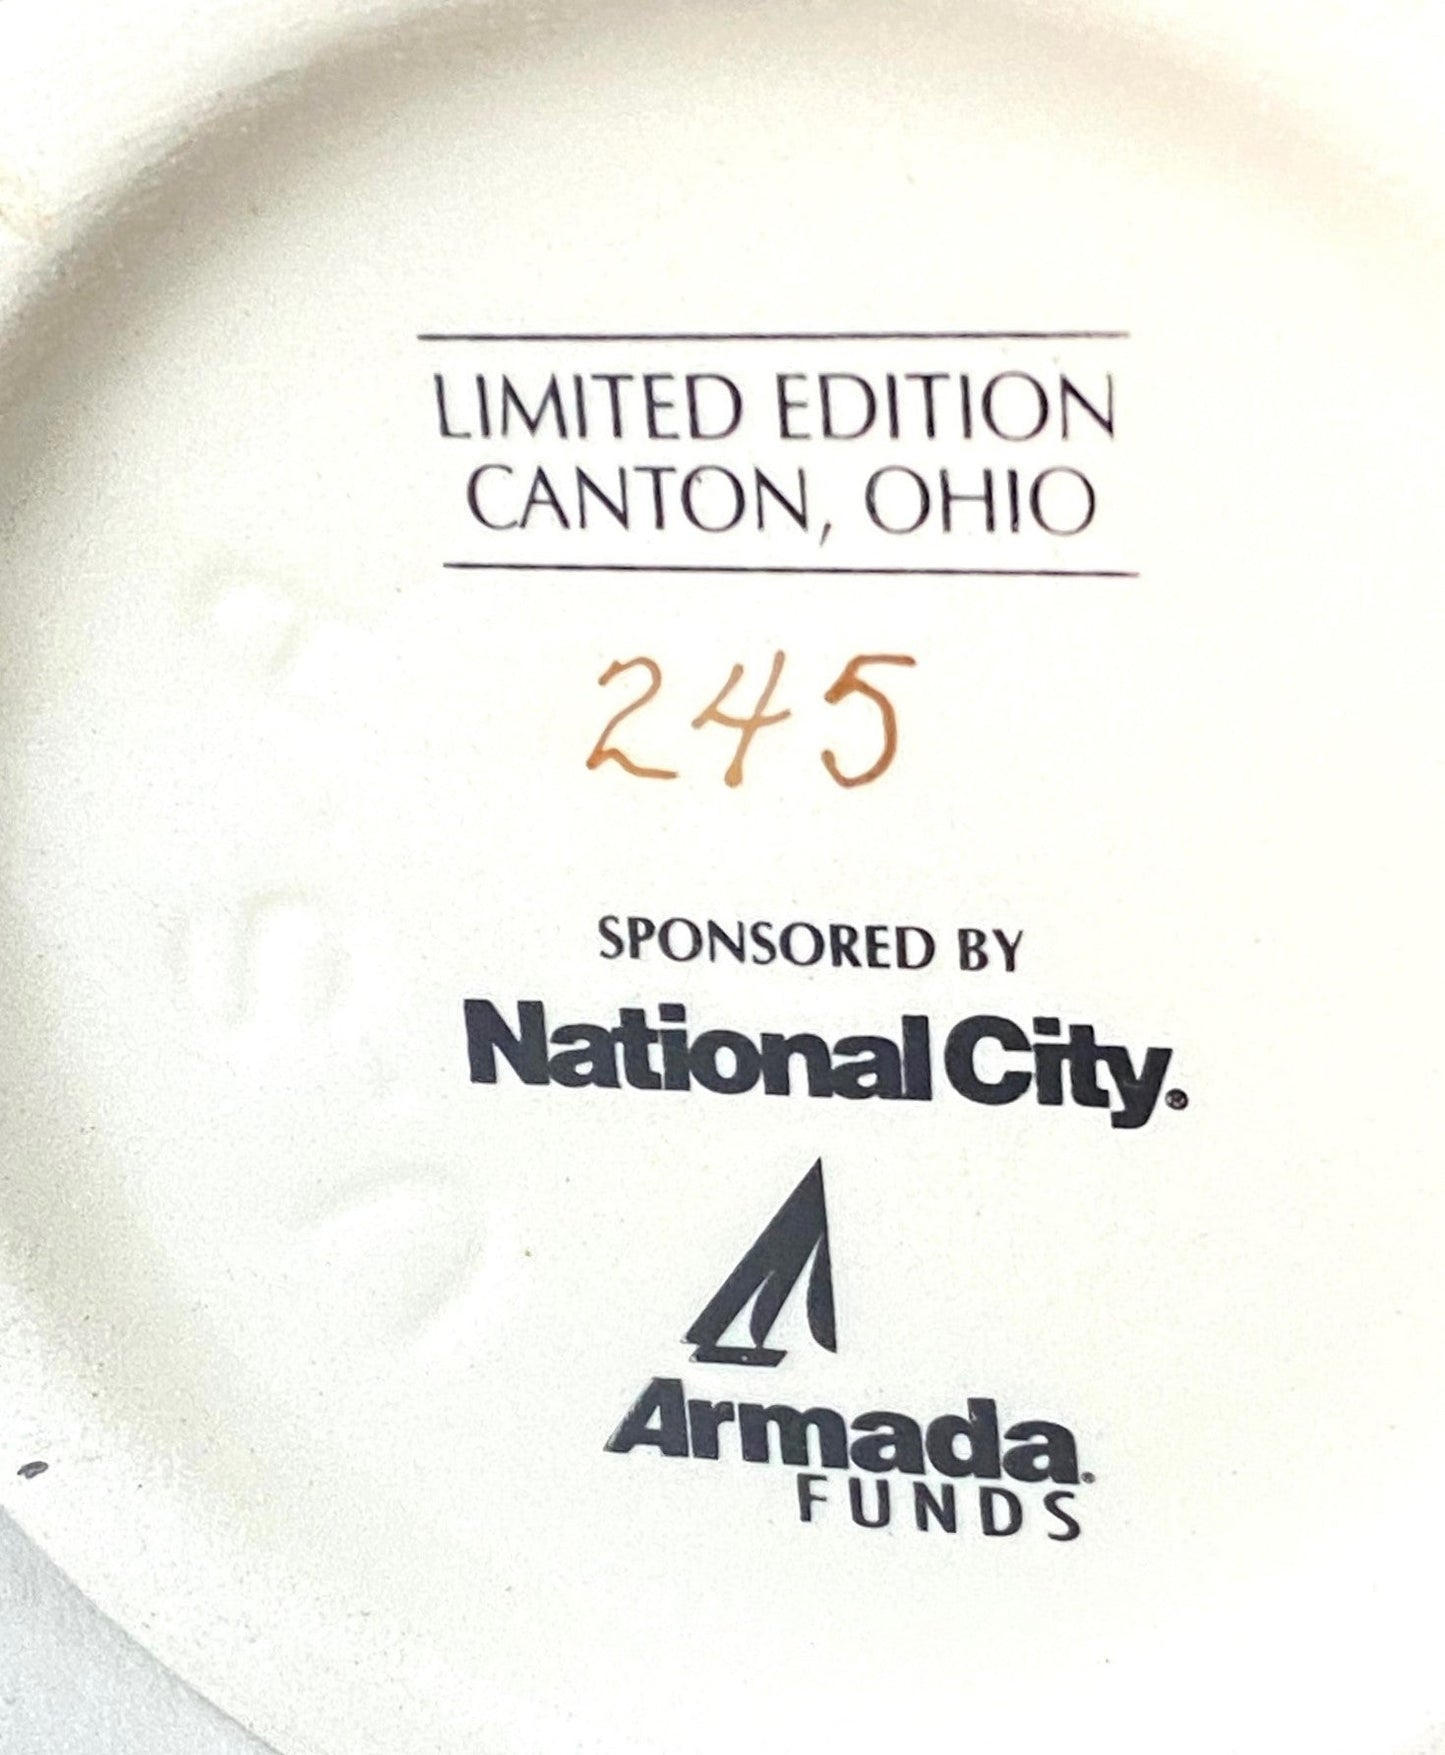 LIMITED EDITION
CANTON, OHIO
245
SPONSORED BY
National City.®
Armada.
FUNDS